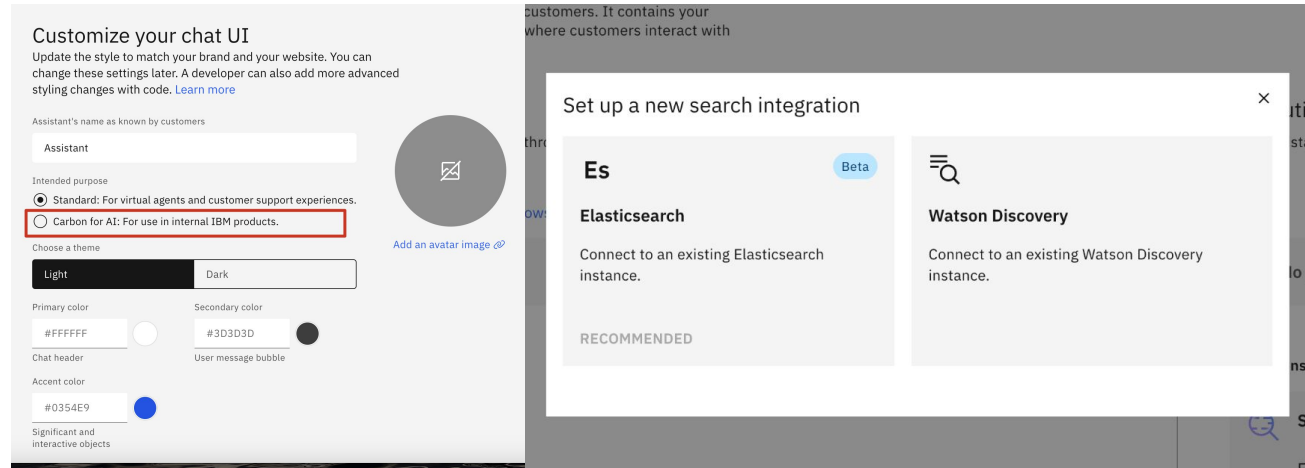 Customize your chat UI
Update the style to match your brand and your website. You can
change these settings later. A developer can also add more advanced
styling changes with code. Learn more
Assistant's name as known by customers
Assistant
Intended purpose
Standard: For virtual agents and customer support experiences.
Carbon for AI: For use in internal IBM products.
Choose a theme
Light
Dark
Add an avatar image
Primary color
Secondary color
#FFFFFF
#3D3D3D
Chat header
User message bubble
Accent color
#0354E9
Significant and
interactive objects
customers. It contains your
where customers interact with
Set up a new search integration
Es
Beta
Elasticsearch
Connect to an existing Elasticsearch
instance.
RECOMMENDED
Watson Discovery
Connect to an existing Watson Discovery
instance.